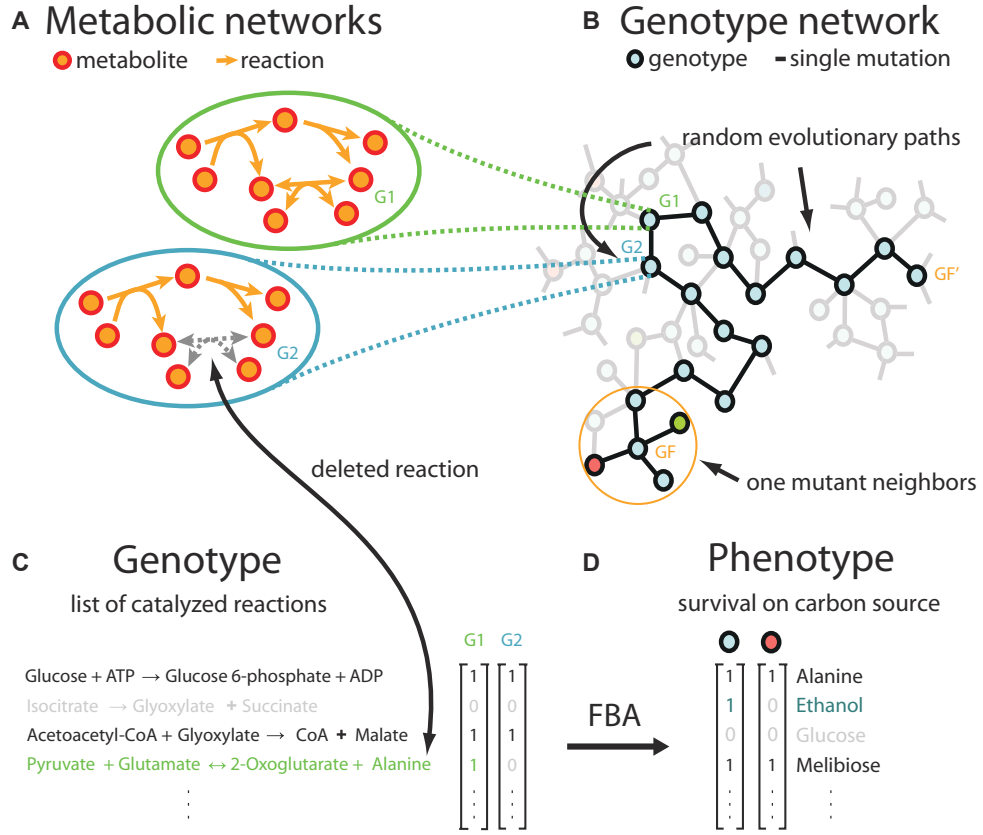 A Metabolic networks
metabolite reaction
G1
G2
deleted reaction
B Genotype network
genotype single mutation
random evolutionary paths
G1
G2
GF'
GF
one mutant neighbors
C Genotype
list of catalyzed reactions
G1 G2
Glucose + ATP → Glucose 6-phosphate + ADP 1 1
Isocitrate → Glyoxylate + Succinate 0 0
Acetoacetyl-CoA + Glyoxylate → CoA + Malate 1 1
Pyruvate + Glutamate ↔ 2-Oxoglutarate + Alanine 1 0
FBA
D Phenotype
survival on carbon source
1 1 Alanine
1 0 Ethanol
0 0 Glucose
1 1 Melibiose